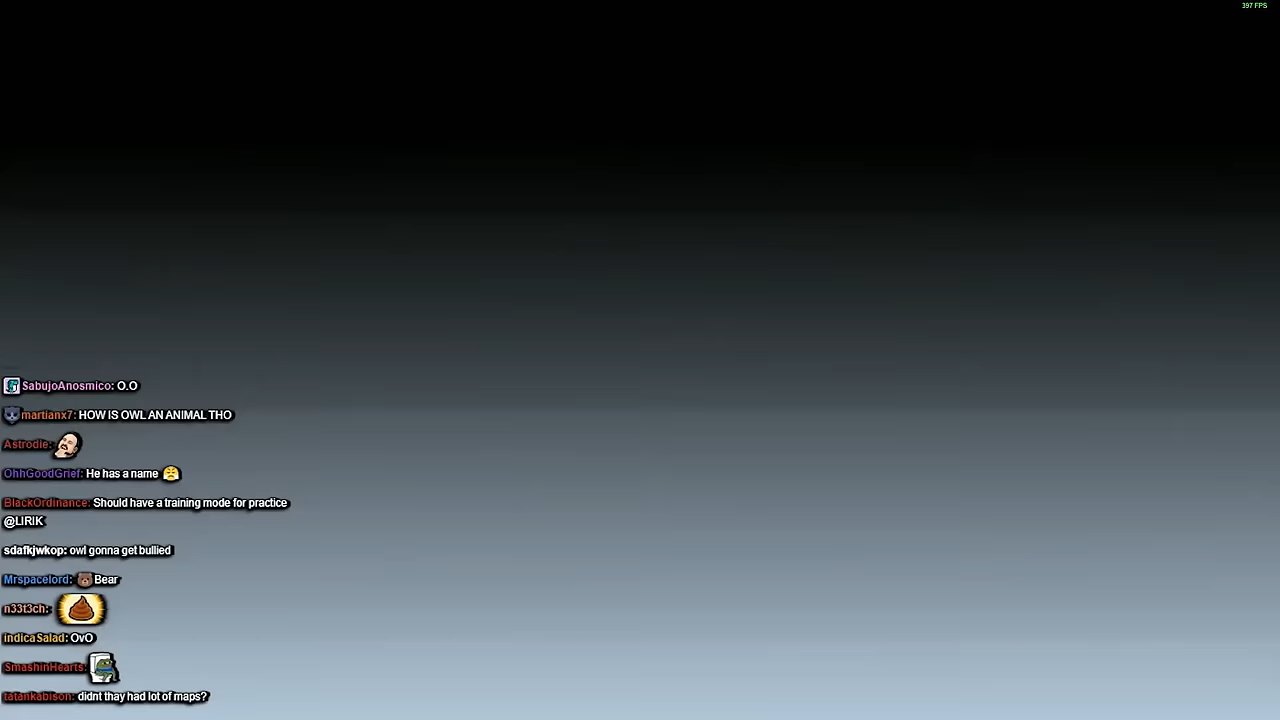 397 FPS
SabujoAnosmico: O.O
martianx7: HOW IS OWL AN ANIMAL THO
Astrodie:
OhhGoodGrief: He has a name
BlackOrdinance: Should have a training mode for practice
@LIRIK
sdafkjwkop: owl gonna get bullied
Mrspacelord: Bear
n33t3ch:
indicaSalad: OvO
SmashinHearts:
tatankabison: didnt thay had lot of maps?